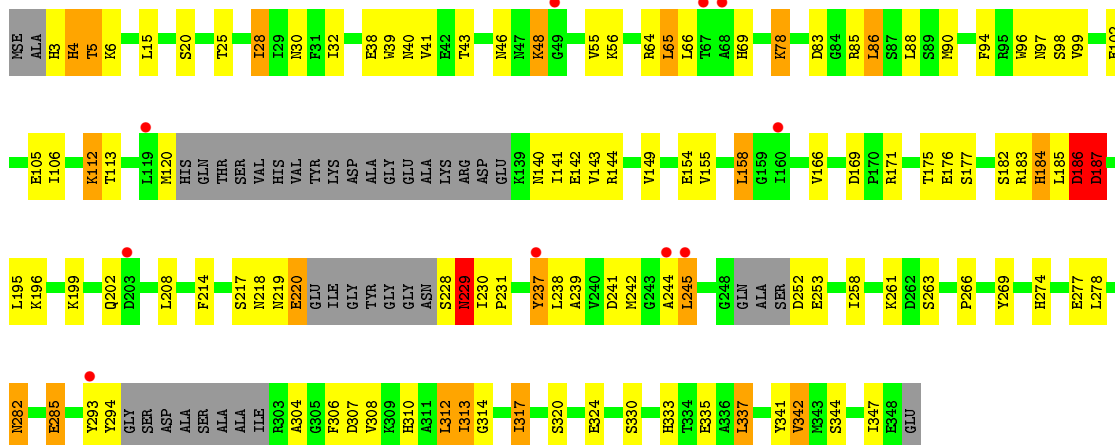 MSE ALA H3 H4 T5 K6 L15 S20 T25 I28 I29 N30 F31 I32 E38 W39 N40 V41 E42 T43 N46 N47 K48 G49 V55 K56 R64 L65 L66 T67 A68 H69 K78 D83 G84 R85 L86 S87 L88 S89 M90 F94 R95 W96 N97 S98 V99 E102
E105 I106 K112 T113 L119 M120 HIS GLN THR SER VAL HIS VAL TYR LYS ASP ALA GLY GLU ALA LYS ARG ASP GLU K139 N140 I141 E142 V143 R144 V149 E154 V155 L158 G159 I160 V166 D169 P170 R171 T175 E176 S177 S182 R183 H184 L185 D186 D187
L195 K196 K199 Q202 D203 L208 F214 S217 N218 N219 E220 GLU ILE GLY TYR GLY GLY ASN S228 N229 I230 P231 Y237 L238 A239 V240 D241 M242 G243 A244 L245 G248 GLN ALA SER D252 E253 I258 K261 D262 S263 P266 Y269 H274 E277 L278
N282 E285 Y293 Y294 GLY SER ASP ALA SER ALA ALA ILE R303 A304 G305 F306 D307 V308 K309 H310 A311 L312 I313 G314 I317 S320 E324 S330 H333 T334 E335 A336 L337 Y341 V342 M343 S344 I347 E348 GLU